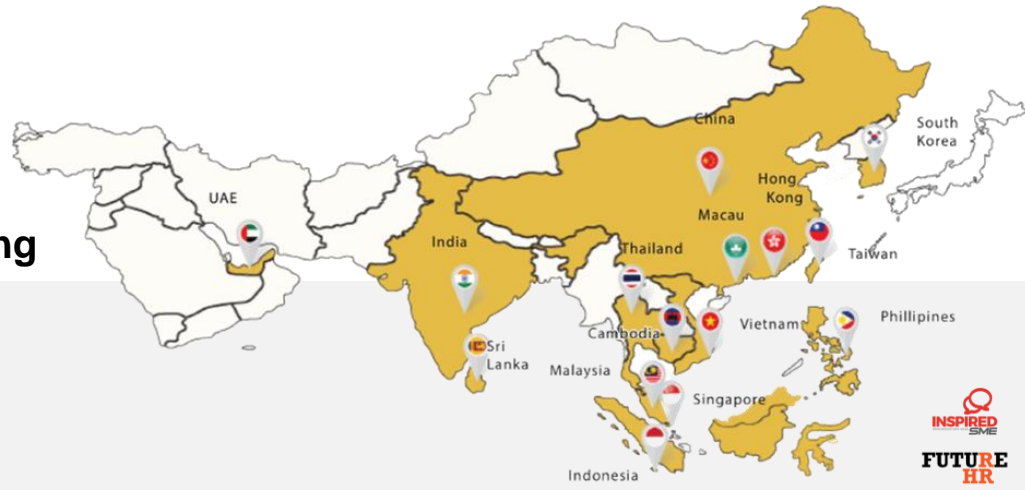 China
South
Korea
Hong
Kong
UAE
Macau
India
Thailand
ng
Taiwan
Cambodia
Vietnam
Phillipines
Sri
Lanka
Malaysia
Singapore
Indonesia
INSPIRED
SME
FUTURE
HR